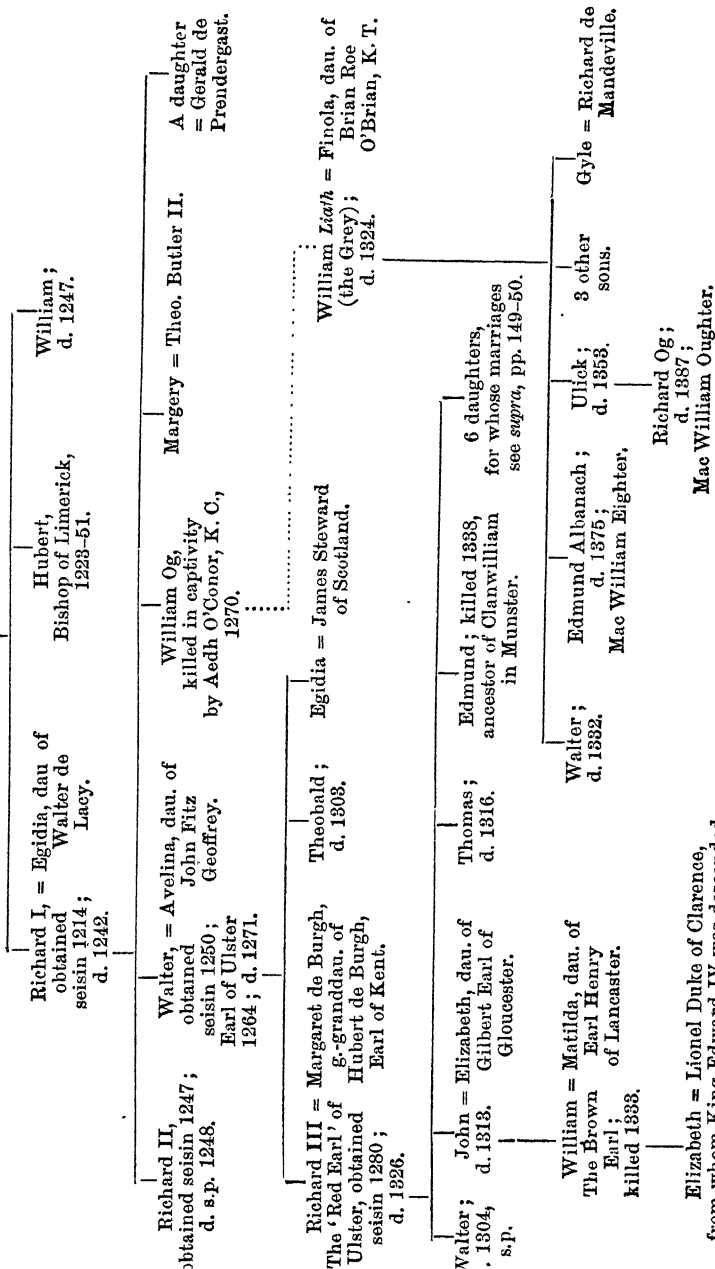 Richard I, = Egidia, dau of
obtained Walter de
seisin 1214; Lacy.
d. 1242.
Hubert,
Bishop of Limerick,
1223-51.
William;
d. 1247.
Richard II,
obtained seisin 1247;
d. s.p. 1248.
Walter, = Avelina, dau. of
obtained John Fitz
seisin 1250; Geoffrey.
Earl of Ulster
1264; d. 1271.
William Og,
killed in captivity
by Aedh O'Conor, K. C.,
1270.
Margery = Theo. Butler II.
A daughter
= Gerald de
Prendergast.
Richard III = Margaret de Burgh,
The 'Red Earl' of g.-granddau. of
Ulster, obtained Hubert de Burgh,
seisin 1280; Earl of Kent.
d. 1326.
Theobald;
d. 1303.
Egidia = James Steward
of Scotland.
William Liath = Finola, dau. of
(the Grey); Brian Roe
d. 1324. O'Brian, K. T.
Walter;
. 1304,
s.p.
John = Elizabeth, dau. of
d. 1313. Gilbert Earl of
Gloucester.
Thomas;
d. 1316.
Edmund; killed 1338,
ancestor of Clanwilliam
in Munster.
6 daughters,
for whose marriages
see supra, pp. 149-50.
William = Matilda, dau. of
The Brown Earl Henry
Earl; of Lancaster.
killed 1333.
Walter;
d. 1332.
Edmund Albanach;
d. 1375;
Mac William Eighter.
Ulick;
d. 1353.
3 other
sons.
Gyle = Richard de
Mandeville.
Elizabeth = Lionel Duke of Clarence,
from whom King Edward IV was descended
Richard Og;
d. 1387;
Mac William Oughter.